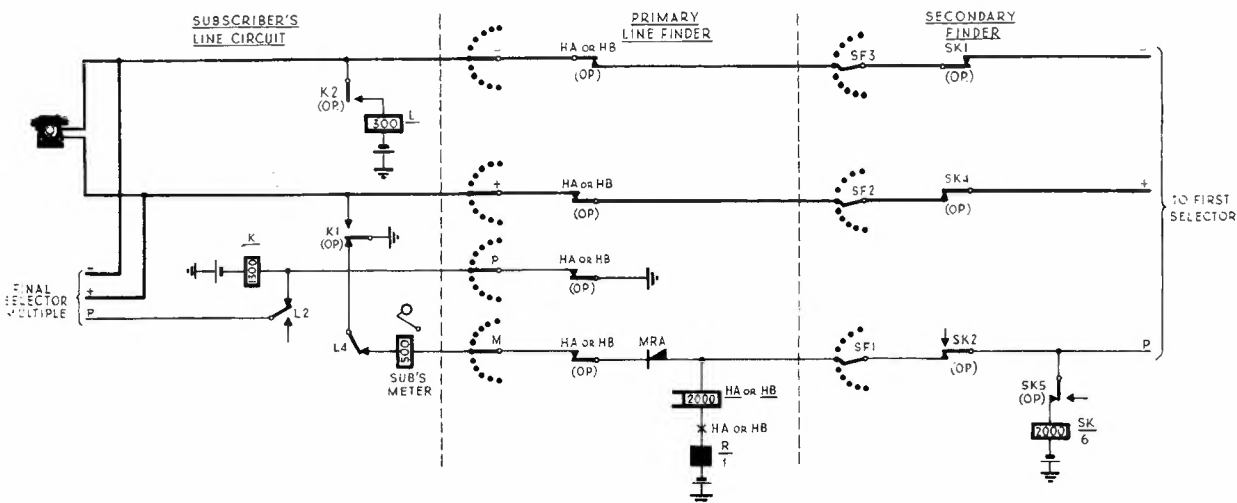 SUBSCRIBER'S
LINE CIRCUIT
PRIMARY
LINE FINDER
SECONDARY
FINDER
-
HA OR HB
(OP)
SF3
SK1
(OP)
-
K2
(OP)
L
300
+
HA OR HB
(OP)
SF2
SK4
(OP)
+
TO FIRST
SELECTOR
K1
(OP)
K
1300
P
HA OR HB
(OP)
-
+
P
FINAL
SELECTOR
MULTIPLE
L2
L4
500
SUB'S
METER
M
HA OR HB
(OP)
MRA
SF1
SK2
(OP)
P
2000
HA OR HB
HA OR HB
R
1
SK5
(OP)
2000
SK
6